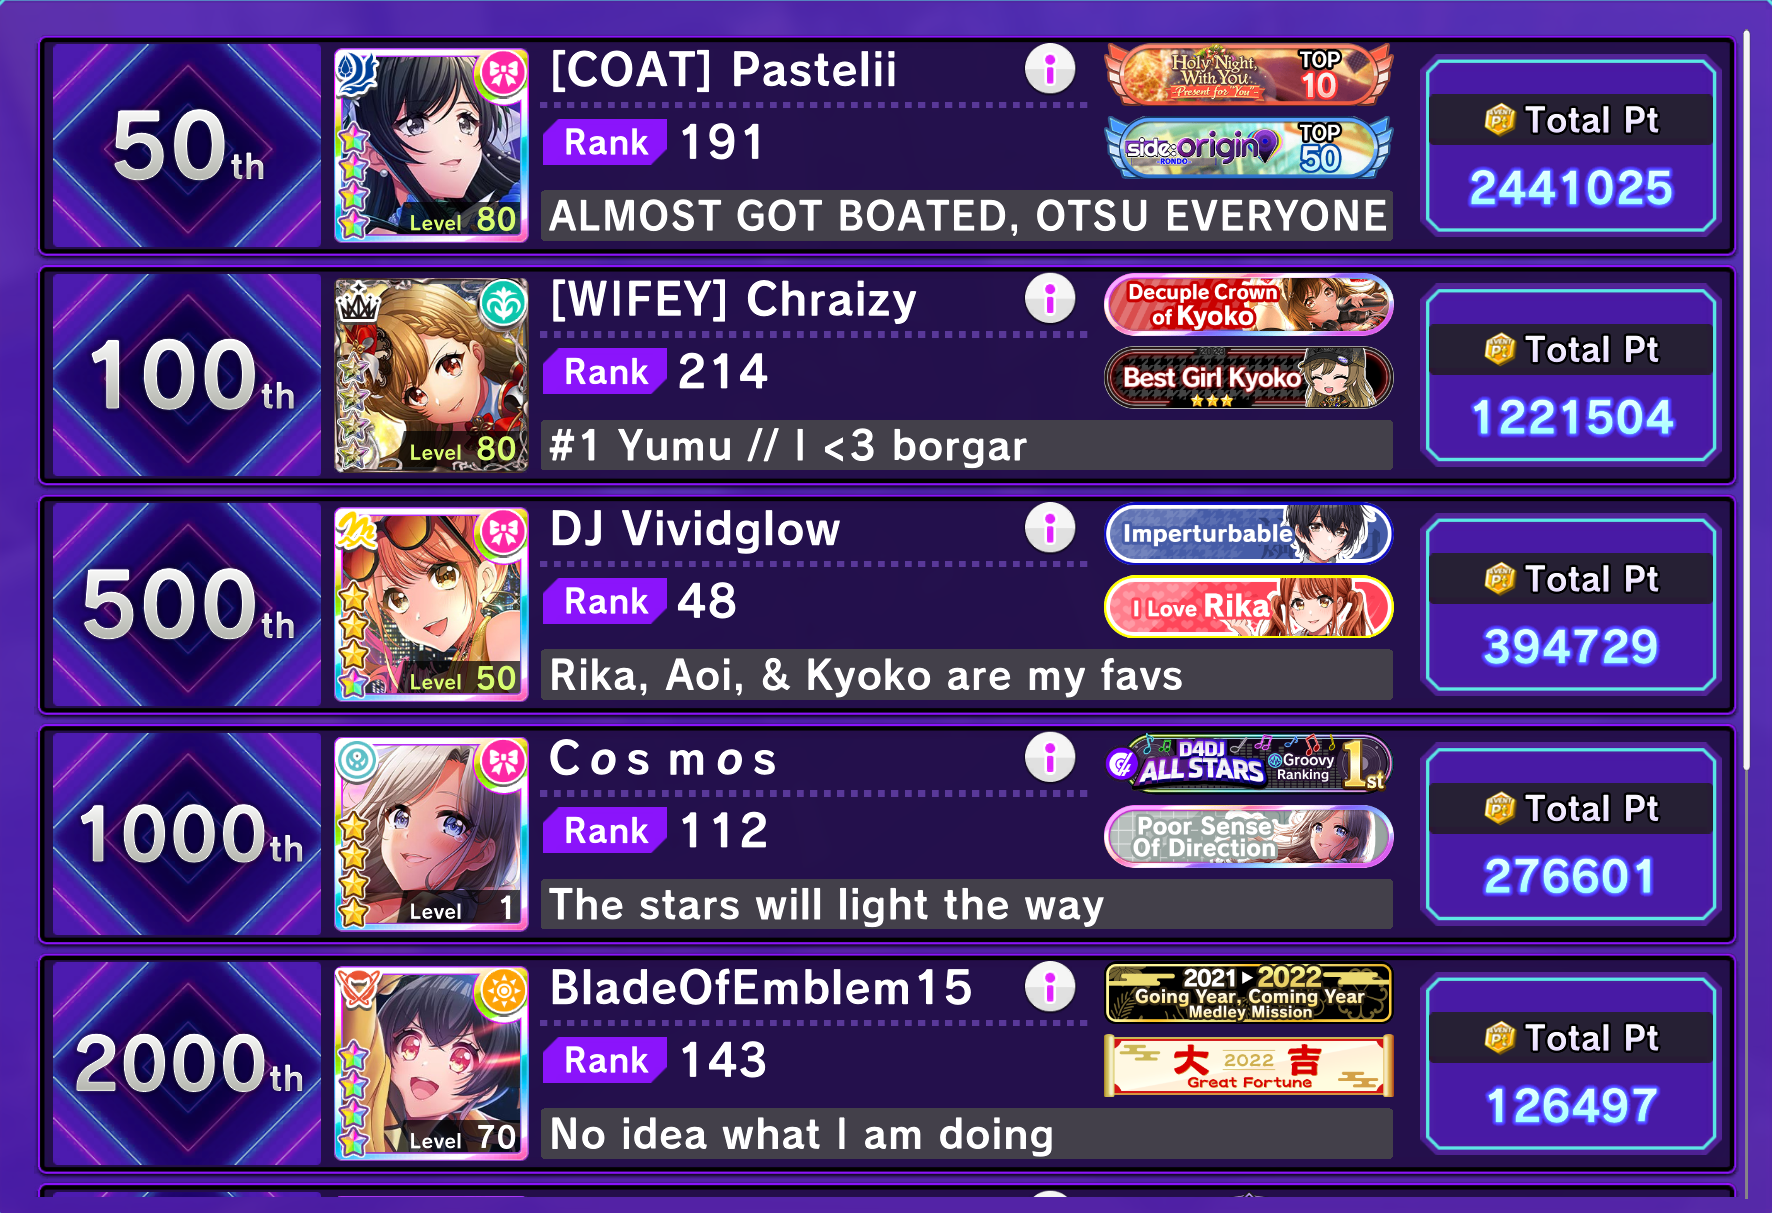 50th
Level 80
[COAT] Pastelii
i
Rank 191
ALMOST GOT BOATED, OTSU EVERYONE
Holy Night,
With You
-Present for "You"-
TOP
10
side:origin
RONDO
TOP
50
Pt
Total Pt
2441025
100th
Level 80
[WIFEY] Chraizy
i
Rank 214
#1 Yumu // I <3 borgar
Decuple Crown
of Kyoko
Best Girl Kyoko
Pt
Total Pt
1221504
500th
Level 50
DJ Vividglow
i
Rank 48
Rika, Aoi, & Kyoko are my favs
Imperturbable
I Love Rika
Pt
Total Pt
394729
1000th
Level 1
Cosmos
i
Rank 112
The stars will light the way
D4DJ
ALL STARS
Groovy
Ranking
1st
Poor Sense
Of Direction
Pt
Total Pt
276601
2000th
Level 70
BladeOfEmblem15
i
Rank 143
No idea what I am doing
2021▶2022
Going Year, Coming Year
Medley Mission
大 2022 吉
Great Fortune
Pt
Total Pt
126497